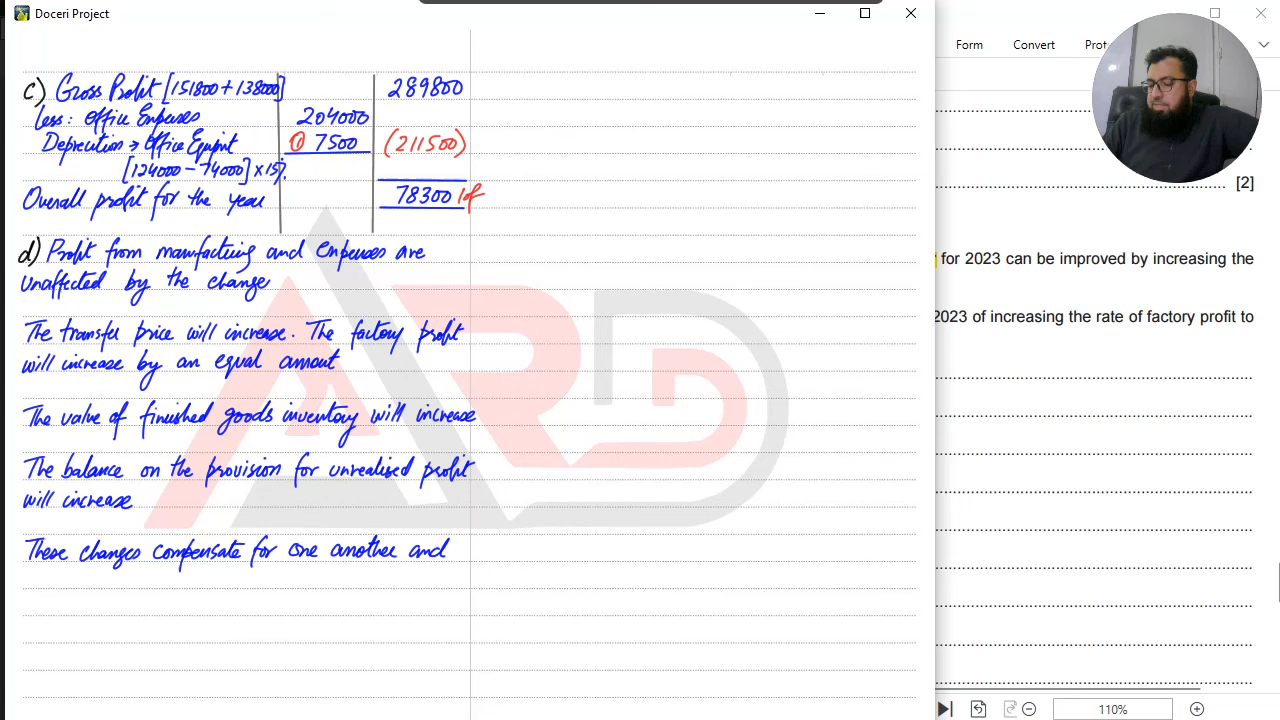 Doceri Project
Form Convert
c) Gross Profit [151800 + 138000] 289800
Less: Office Expenses 204000
Depreciation → Office Equipmt ① 7500 (211500)
[124000 - 74000] × 15%
Overall profit for the year 78300 1of
[2]
d) Profit from manufacturing and expenses are
unaffected by the change
for 2023 can be improved by increasing the
The transfer price will increase. The factory profit
will increase by an equal amount
2023 of increasing the rate of factory profit to
The value of finished goods inventory will increase
The balance on the provision for unrealised profit
will increase
These changes compensate for one another and
ARD
110%